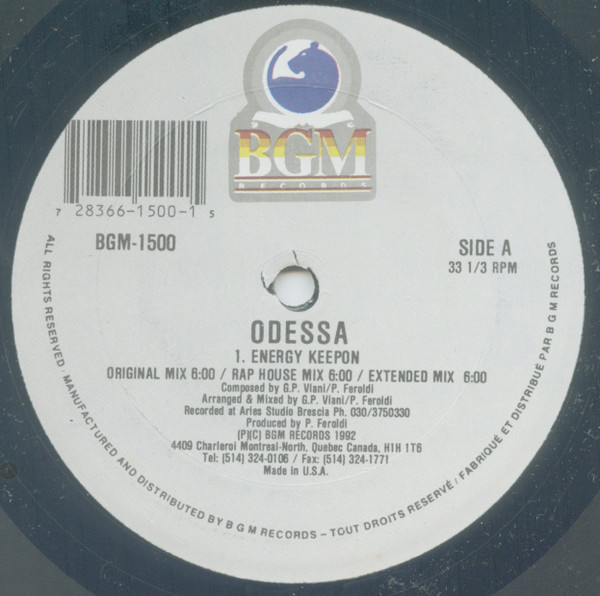 BGM
RECORDS
7 28366-1500-1 5
BGM-1500
SIDE A
33 1/3 RPM
ODESSA
1. ENERGY KEEPON
ORIGINAL MIX 6:00 / RAP HOUSE MIX 6:00 / EXTENDED MIX 6:00
Composed by G.P. Viani/P. Feroldi
Arranged & Mixed by G.P. Viani/P. Feroldi
Recorded at Aries Studio Brescia Ph. 030/3750330
Produced by P. Feroldi
(P)(C) BGM RECORDS 1992
4409 Charleroi Montreal-North, Quebec Canada, H1H 1T6
Tel: (514) 324-0106 / Fax: (514) 324-1771
Made in U.S.A.
ALL RIGHTS RESERVED / MANUFACTURED AND DISTRIBUTED BY B G M RECORDS – TOUT DROITS RESERVÉ / FABRIQUÉ ET DISTRIBUÉ PAR B G M RECORDS